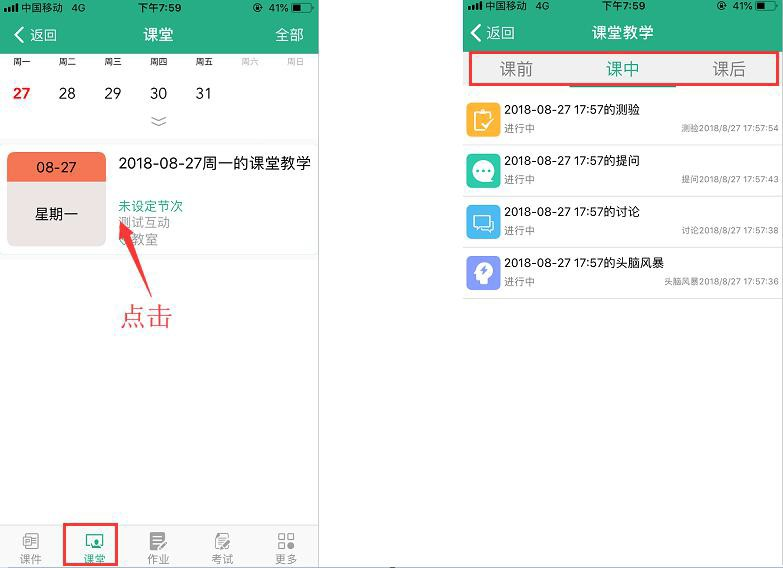 中国移动 4G 下午7:59 41%
返回 课堂 全部
周一 周二 周三 周四 周五 周六 周日
27 28 29 30 31
08-27
星期一
2018-08-27周一的课堂教学
未设定节次
测试互动
教室
点击
课件 课堂 作业 考试 更多
中国移动 4G 下午7:59 41%
返回 课堂教学
课前 课中 课后
2018-08-27 17:57的测验
进行中 测验2018/8/27 17:57:54
2018-08-27 17:57的提问
进行中 提问2018/8/27 17:57:43
2018-08-27 17:57的讨论
进行中 讨论2018/8/27 17:57:38
2018-08-27 17:57的头脑风暴
进行中 头脑风暴2018/8/27 17:57:36